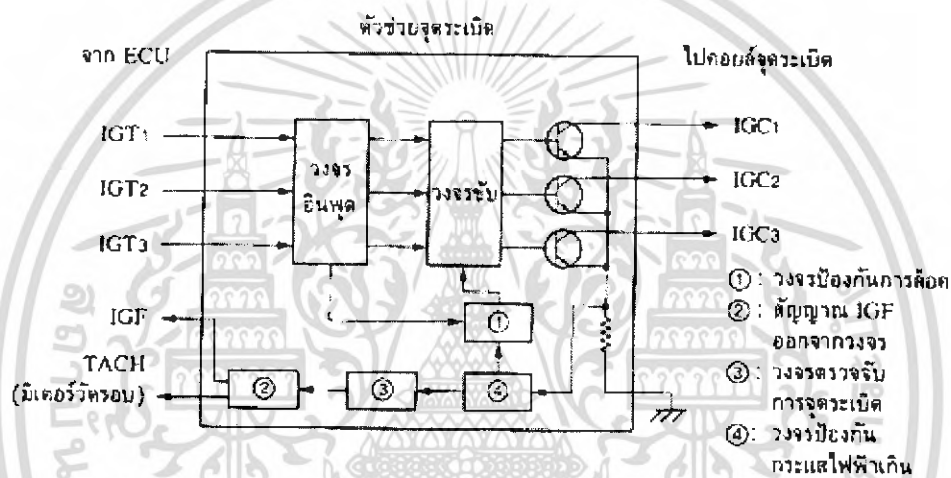 ตัวช่วยจุดระเบิด
จาก ECU
ไปคอยล์จุดระเบิด
IGT1
IGT2
IGT3
IGF
TACH
(มิเตอร์วัดรอบ)
วงจร
อินพุต
วงจรขับ
IGC1
IGC2
IGC3
①
②
③
④
① : วงจรป้องกันการล็อค
② : สัญญาณ IGF
ออกจากวงจร
③ : วงจรตรวจจับ
การจุดระเบิด
④ : วงจรป้องกัน
กระแสไฟฟ้าเกิน